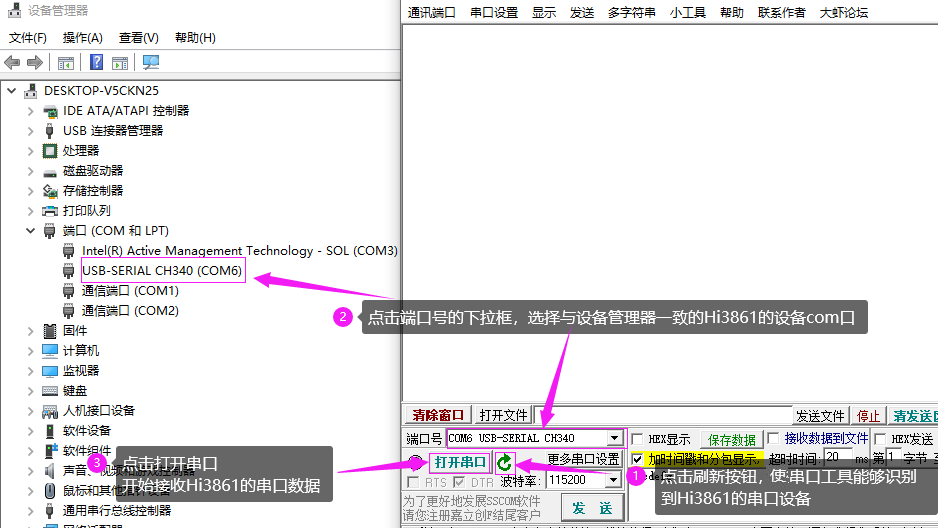 设备管理器
文件(F) 操作(A) 查看(V) 帮助(H)
DESKTOP-V5CKN25
IDE ATA/ATAPI 控制器
USB 连接器管理器
处理器
磁盘驱动器
存储控制器
打印队列
端口 (COM 和 LPT)
Intel(R) Active Management Technology - SOL (COM3)
USB-SERIAL CH340 (COM6)
通信端口 (COM1)
通信端口 (COM2)
固件
计算机
监视器
键盘
人机接口设备
软件设备
软件组件
声音、视频和游戏控制器
鼠标和其他指针设备
通用串行总线控制器
通讯端口 串口设置 显示 发送 多字符串 小工具 帮助 联系作者 大虾论坛
2 点击端口号的下拉框，选择与设备管理器一致的Hi3861的设备com口
清除窗口 打开文件 发送文件 停止 清发送区
端口号 COM6 USB-SERIAL CH340 HEX显示 保存数据 接收数据到文件 HEX发送
打开串口 更多串口设置 加时间戳和分包显示, 超时时间: 20 ms 第 1 字节 至
RTS DTR 波特率: 115200
为了更好地发展SSCOM软件
请您注册嘉立创F结尾客户
发 送
3 点击打开串口
开始接收Hi3861的串口数据
1 点击刷新按钮，使串口工具能够识别
到Hi3861的串口设备